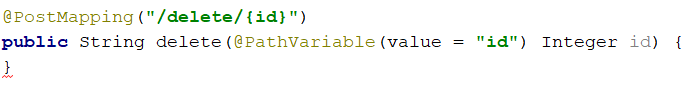 @PostMapping("/delete/{id}")
public String delete(@PathVariable(value = "id") Integer id) {
}